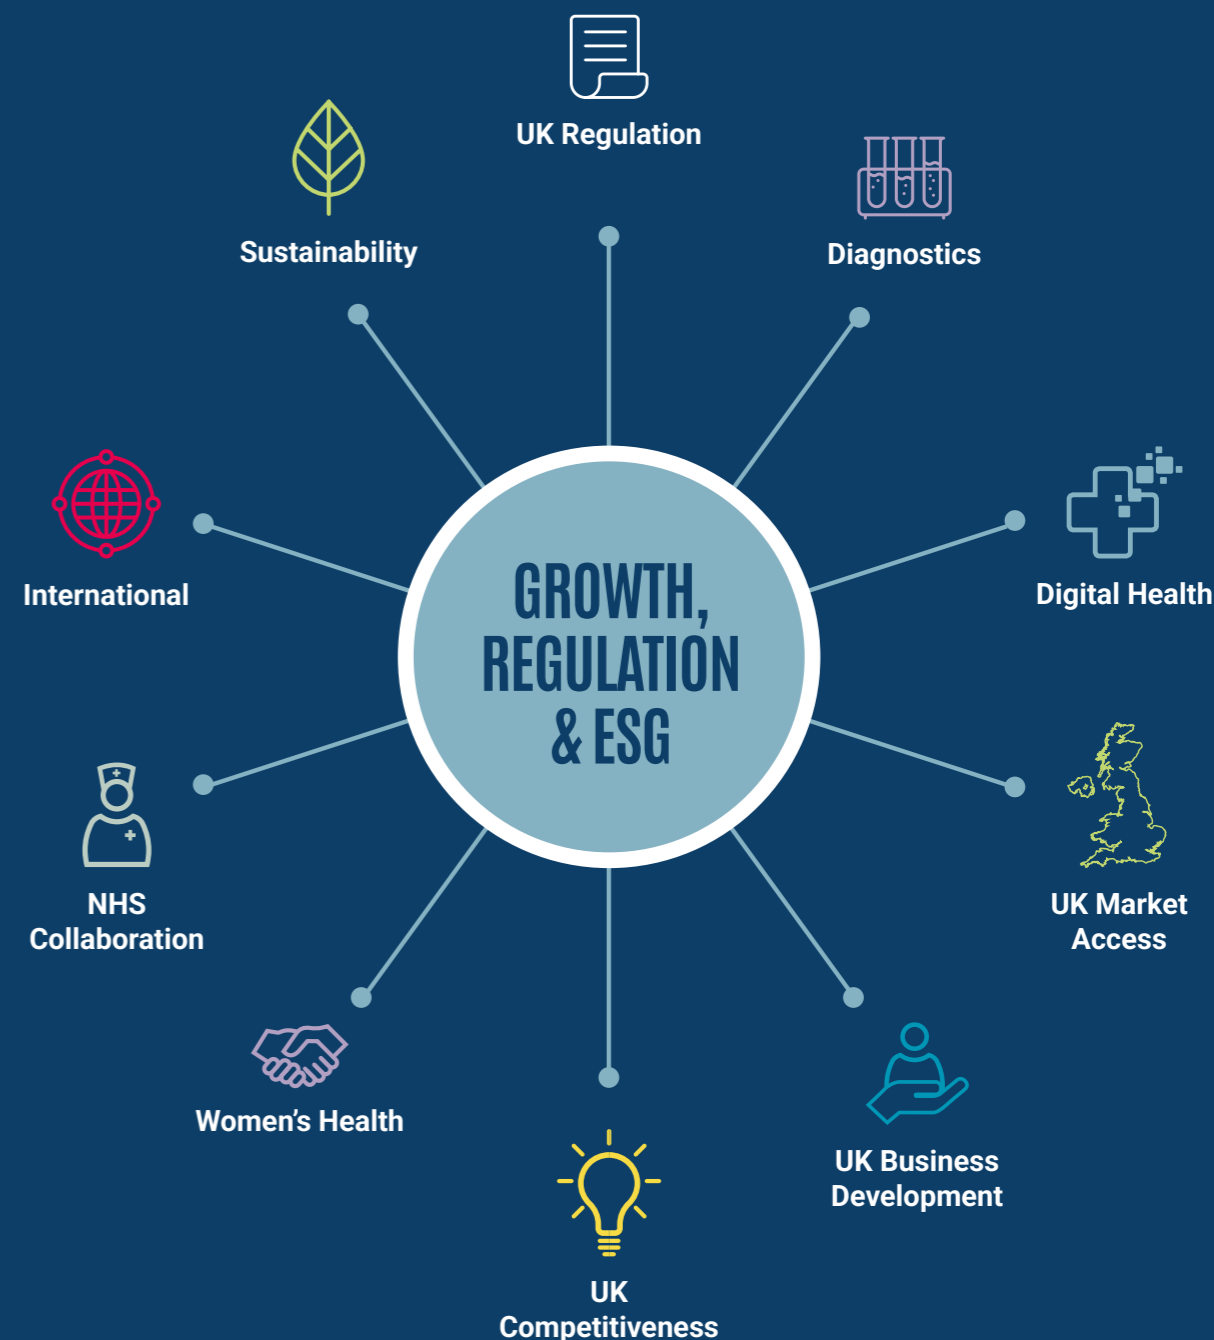 UK Regulation
Sustainability
Diagnostics
International
Digital Health
GROWTH,
REGULATION
& ESG
NHS
Collaboration
UK Market
Access
Women’s Health
UK Business
Development
UK
Competitiveness